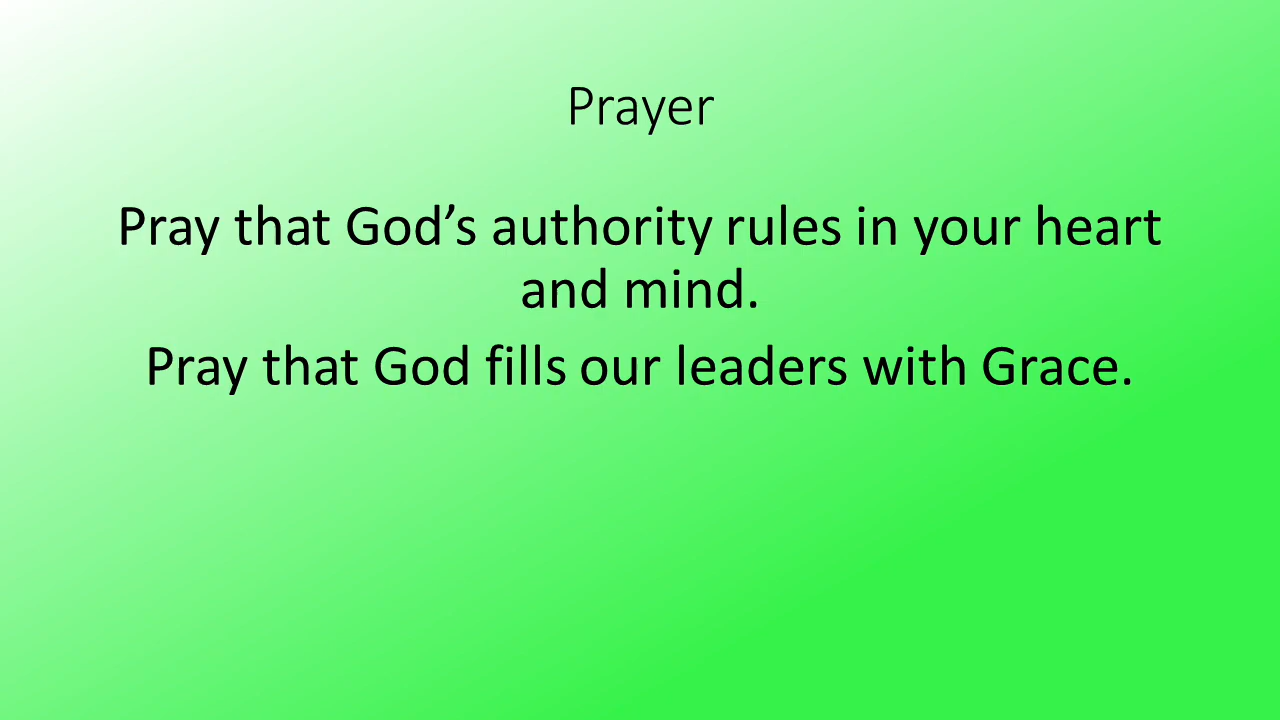 Prayer
Pray that God’s authority rules in your heart
and mind.
Pray that God fills our leaders with Grace.